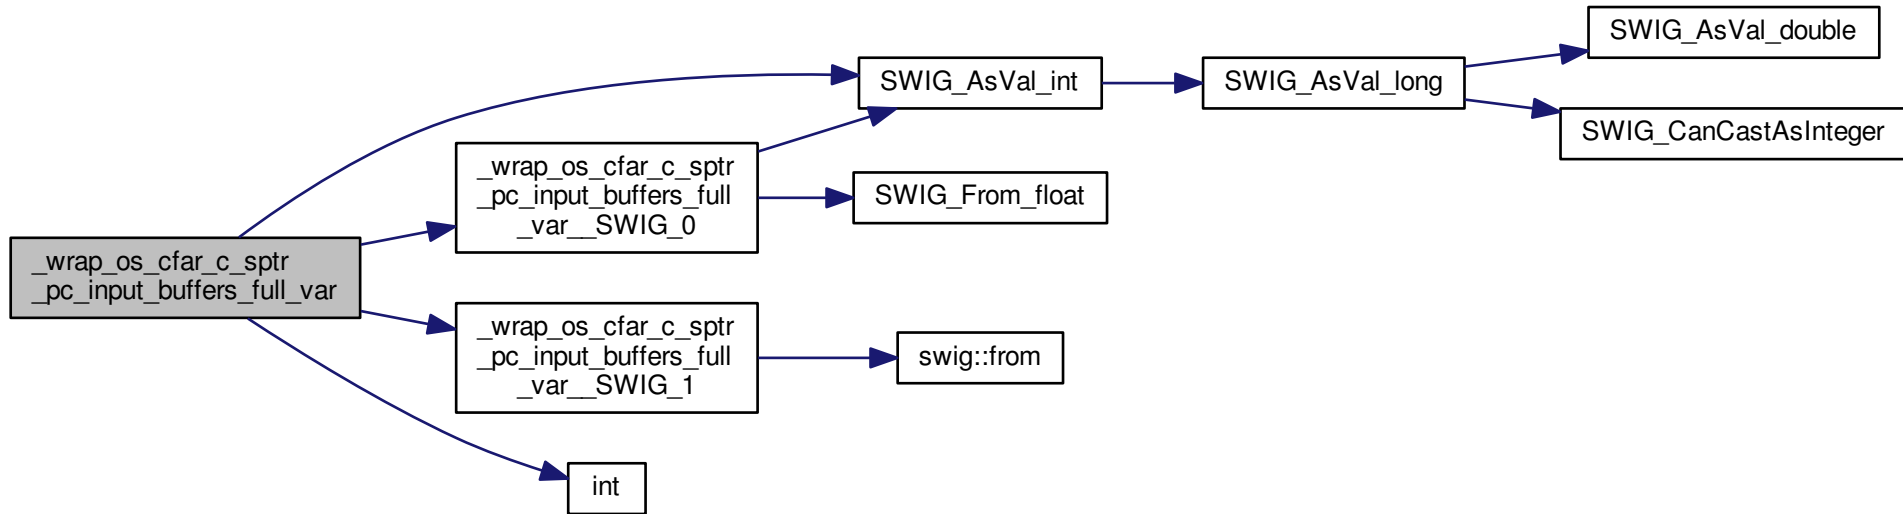 _wrap_os_cfar_c_sptr
_pc_input_buffers_full_var
_wrap_os_cfar_c_sptr
_pc_input_buffers_full
_var__SWIG_0
_wrap_os_cfar_c_sptr
_pc_input_buffers_full
_var__SWIG_1
int
SWIG_AsVal_int
SWIG_From_float
swig::from
SWIG_AsVal_long
SWIG_AsVal_double
SWIG_CanCastAsInteger